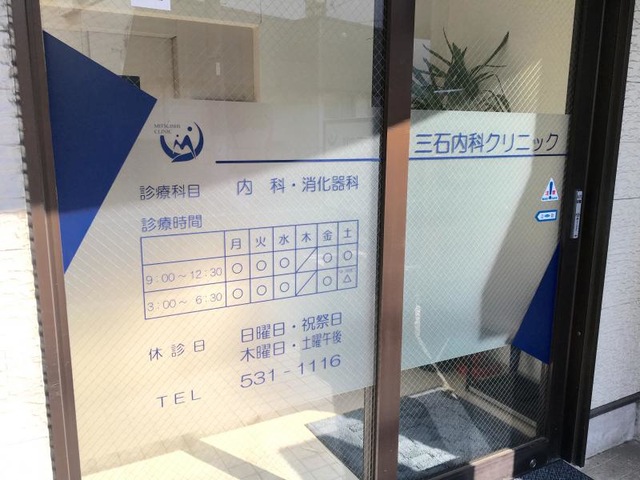 MITSUISHI CLINIC
三石内科クリニック
診療科目 内 科・消化器科
診療時間
月 火 水 木 金 土
9:00〜12:30 ○ ○ ○ ／ ○ ○
3:00〜 6:30 ○ ○ ○ ／ ○ △
休 診 日 日曜日・祝祭日
木曜日・土曜午後
TEL 531-1116